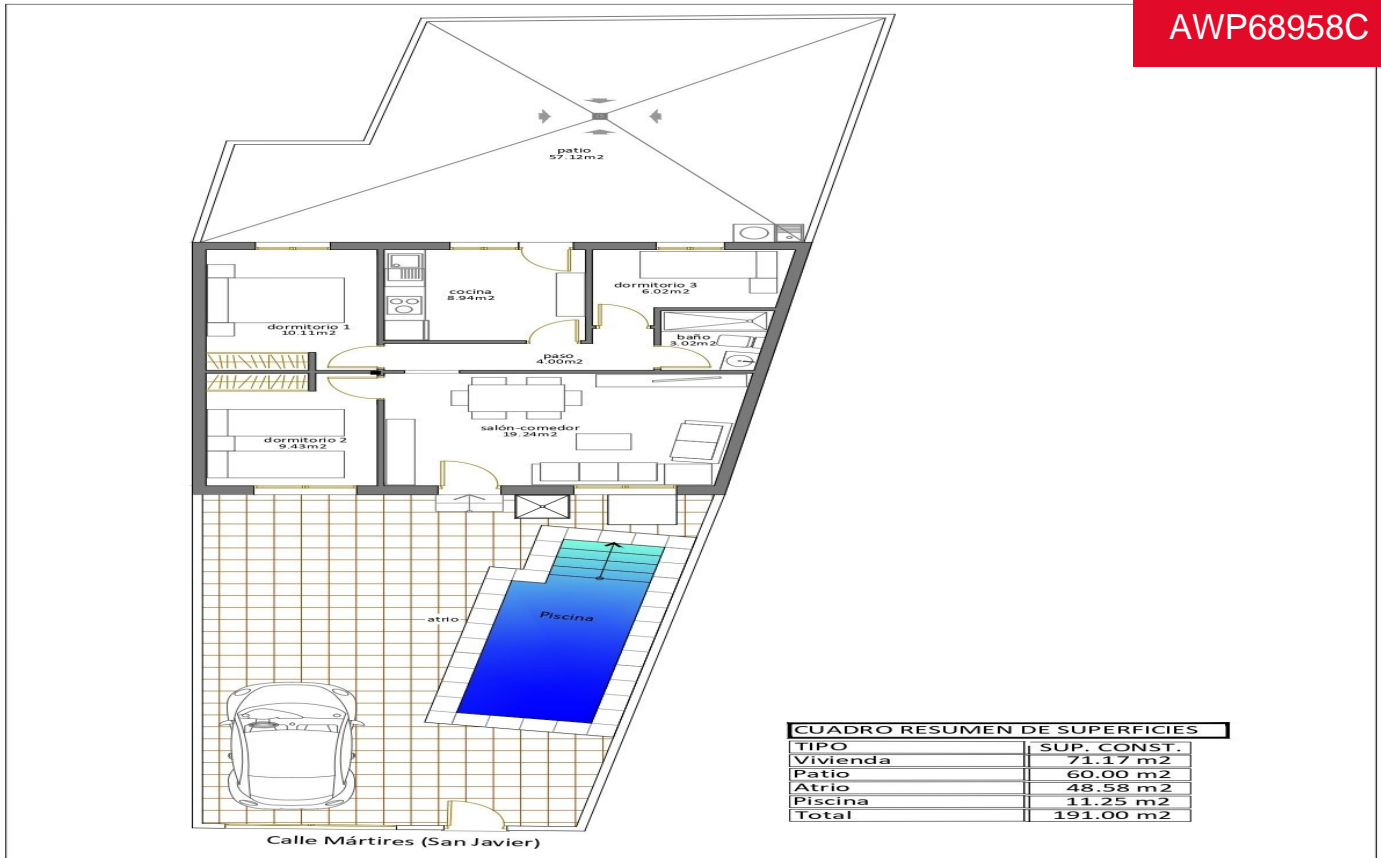 AWP68958C
patio
57.12m2
cocina
8.94m2
dormitorio 3
6.02m2
dormitorio 1
10.11m2
baño
3.02m2
paso
4.00m2
salón-comedor
19.24m2
dormitorio 2
9.43m2
atrio
Piscina
Calle Mártires (San Javier)
CUADRO RESUMEN DE SUPERFICIES
TIPO SUP. CONST.
Vivienda 71.17 m2
Patio 60.00 m2
Atrio 48.58 m2
Piscina 11.25 m2
Total 191.00 m2